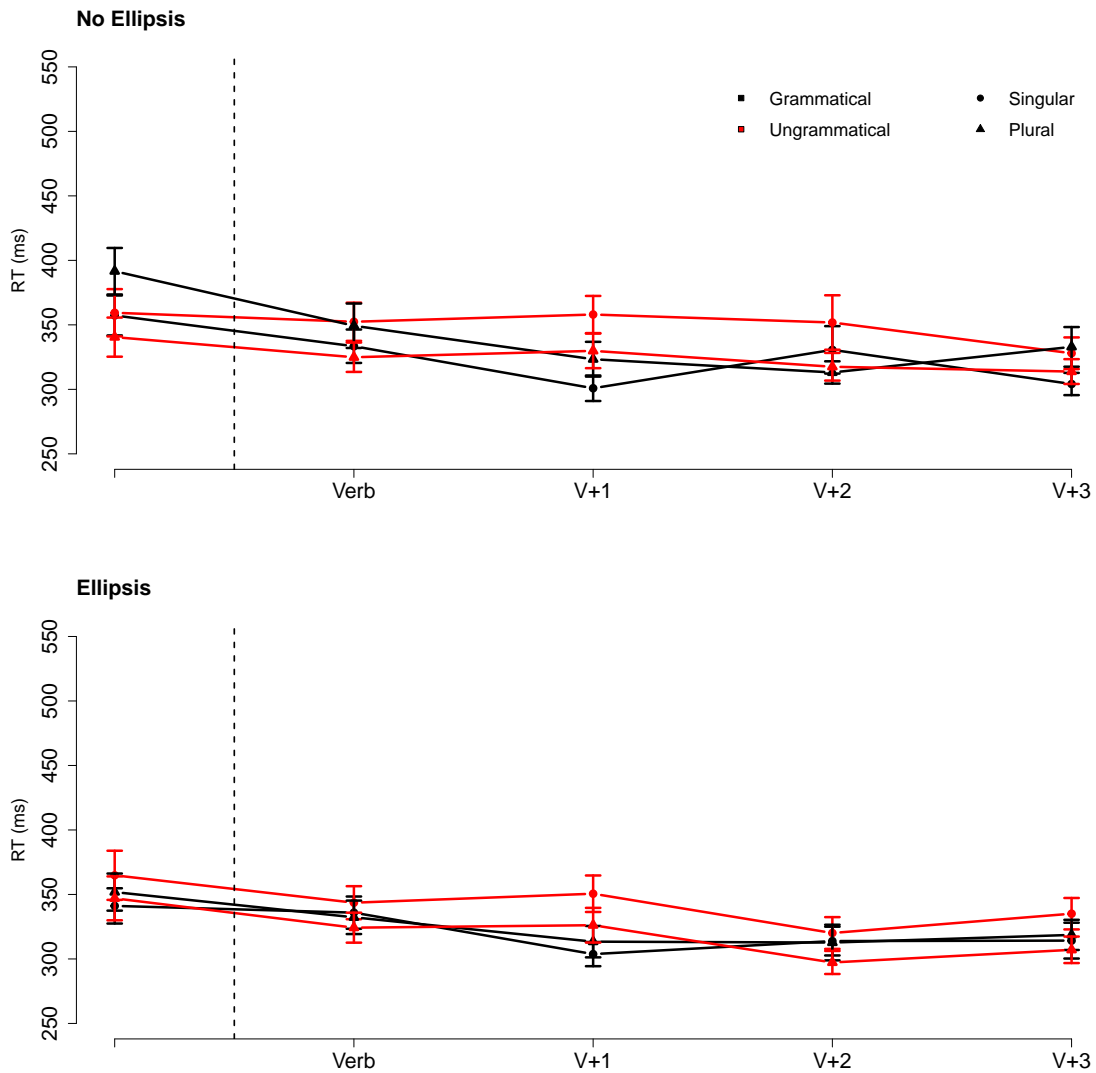 No Ellipsis
550
500
450
400
350
300
250
RT (ms)
Grammatical Singular
Ungrammatical Plural
Verb V+1 V+2 V+3
Ellipsis
550
500
450
400
350
300
250
RT (ms)
Verb V+1 V+2 V+3